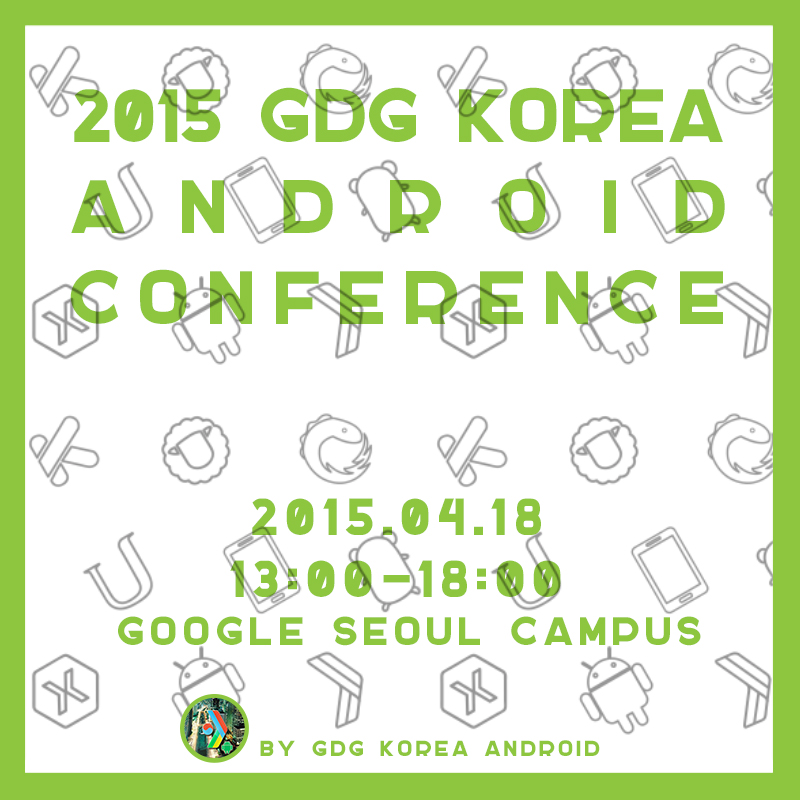 2015 GDG KOREA
ANDROID
CONFERENCE
2015.04.18
13:00-18:00
GOOGLE SEOUL CAMPUS
BY GDG KOREA ANDROID